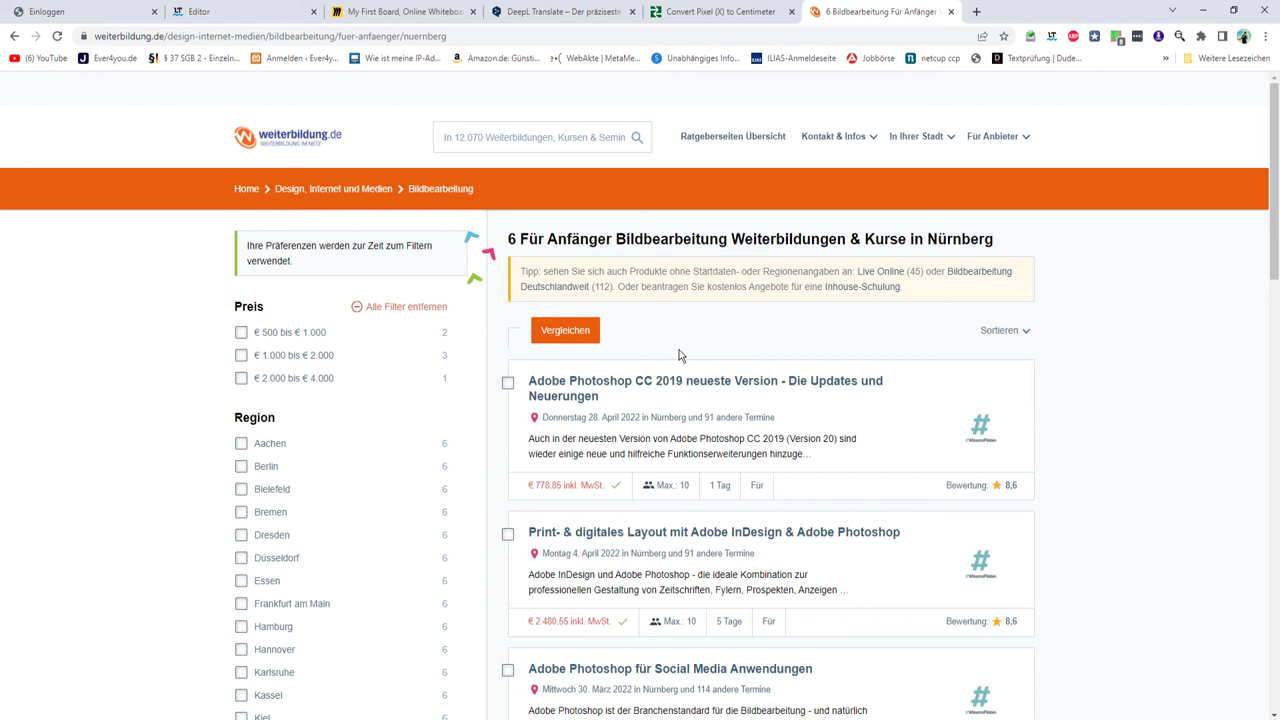 Einloggen
Editor
My First Board, Online Whiteboa
DeepL Translate – Der präziseste
Convert Pixel (X) to Centimeter
6 Bildbearbeitung Für Anfänger
weiterbildung.de/design-internet-medien/bildbearbeitung/fuer-anfaenger/nuernberg
(6) YouTube
Ever4you.de
§ 37 SGB 2 - Einzeln...
Anmelden ‹ Ever4y...
Wie ist meine IP-Ad...
Amazon.de: Günsti...
WebAkte | MetaMe...
Unabhängiges Info...
ILIAS-Anmeldeseite
Jobbörse
netcup ccp
Textprüfung | Dude...
Weitere Lesezeichen
weiterbildung.de
WEITERBILDUNG IM NETZ
In 12.070 Weiterbildungen, Kursen & Semin
Ratgeberseiten Übersicht
Kontakt & Infos
In Ihrer Stadt
Für Anbieter
Home
Design, Internet und Medien
Bildbearbeitung
Ihre Präferenzen werden zur Zeit zum Filtern
verwendet.
Preis
Alle Filter entfernen
€ 500 bis € 1.000 2
€ 1.000 bis € 2.000 3
€ 2.000 bis € 4.000 1
Region
Aachen 6
Berlin 6
Bielefeld 6
Bremen 6
Dresden 6
Düsseldorf 6
Essen 6
Frankfurt am Main 6
Hamburg 6
Hannover 6
Karlsruhe 6
Kassel 6
Kiel
6 Für Anfänger Bildbearbeitung Weiterbildungen & Kurse in Nürnberg
Tipp: sehen Sie sich auch Produkte ohne Startdaten- oder Regionenangaben an: Live Online (45) oder Bildbearbeitung
Deutschlandweit (112). Oder beantragen Sie kostenlos Angebote für eine Inhouse-Schulung.
Vergleichen
Sortieren
Adobe Photoshop CC 2019 neueste Version - Die Updates und
Neuerungen
Donnerstag 28. April 2022 in Nürnberg und 91 andere Termine
Auch in der neuesten Version von Adobe Photoshop CC 2019 (Version 20) sind
wieder einige neue und hilfreiche Funktionserweiterungen hinzuge…
#WissensPiloten
€ 778,85 inkl. MwSt.
Max.: 10
1 Tag
Für
Bewertung: 8,6
Print- & digitales Layout mit Adobe InDesign & Adobe Photoshop
Montag 4. April 2022 in Nürnberg und 91 andere Termine
Adobe InDesign und Adobe Photoshop - die ideale Kombination zur
professionellen Gestaltung von Zeitschriften, Fylern, Prospekten, Anzeigen …
#WissensPiloten
€ 2.480,55 inkl. MwSt.
Max.: 10
5 Tage
Für
Bewertung: 8,6
Adobe Photoshop für Social Media Anwendungen
Mittwoch 30. März 2022 in Nürnberg und 114 andere Termine
Adobe Photoshop ist der Branchenstandard für die Bildbearbeitung - und natürlich
#WissensPiloten